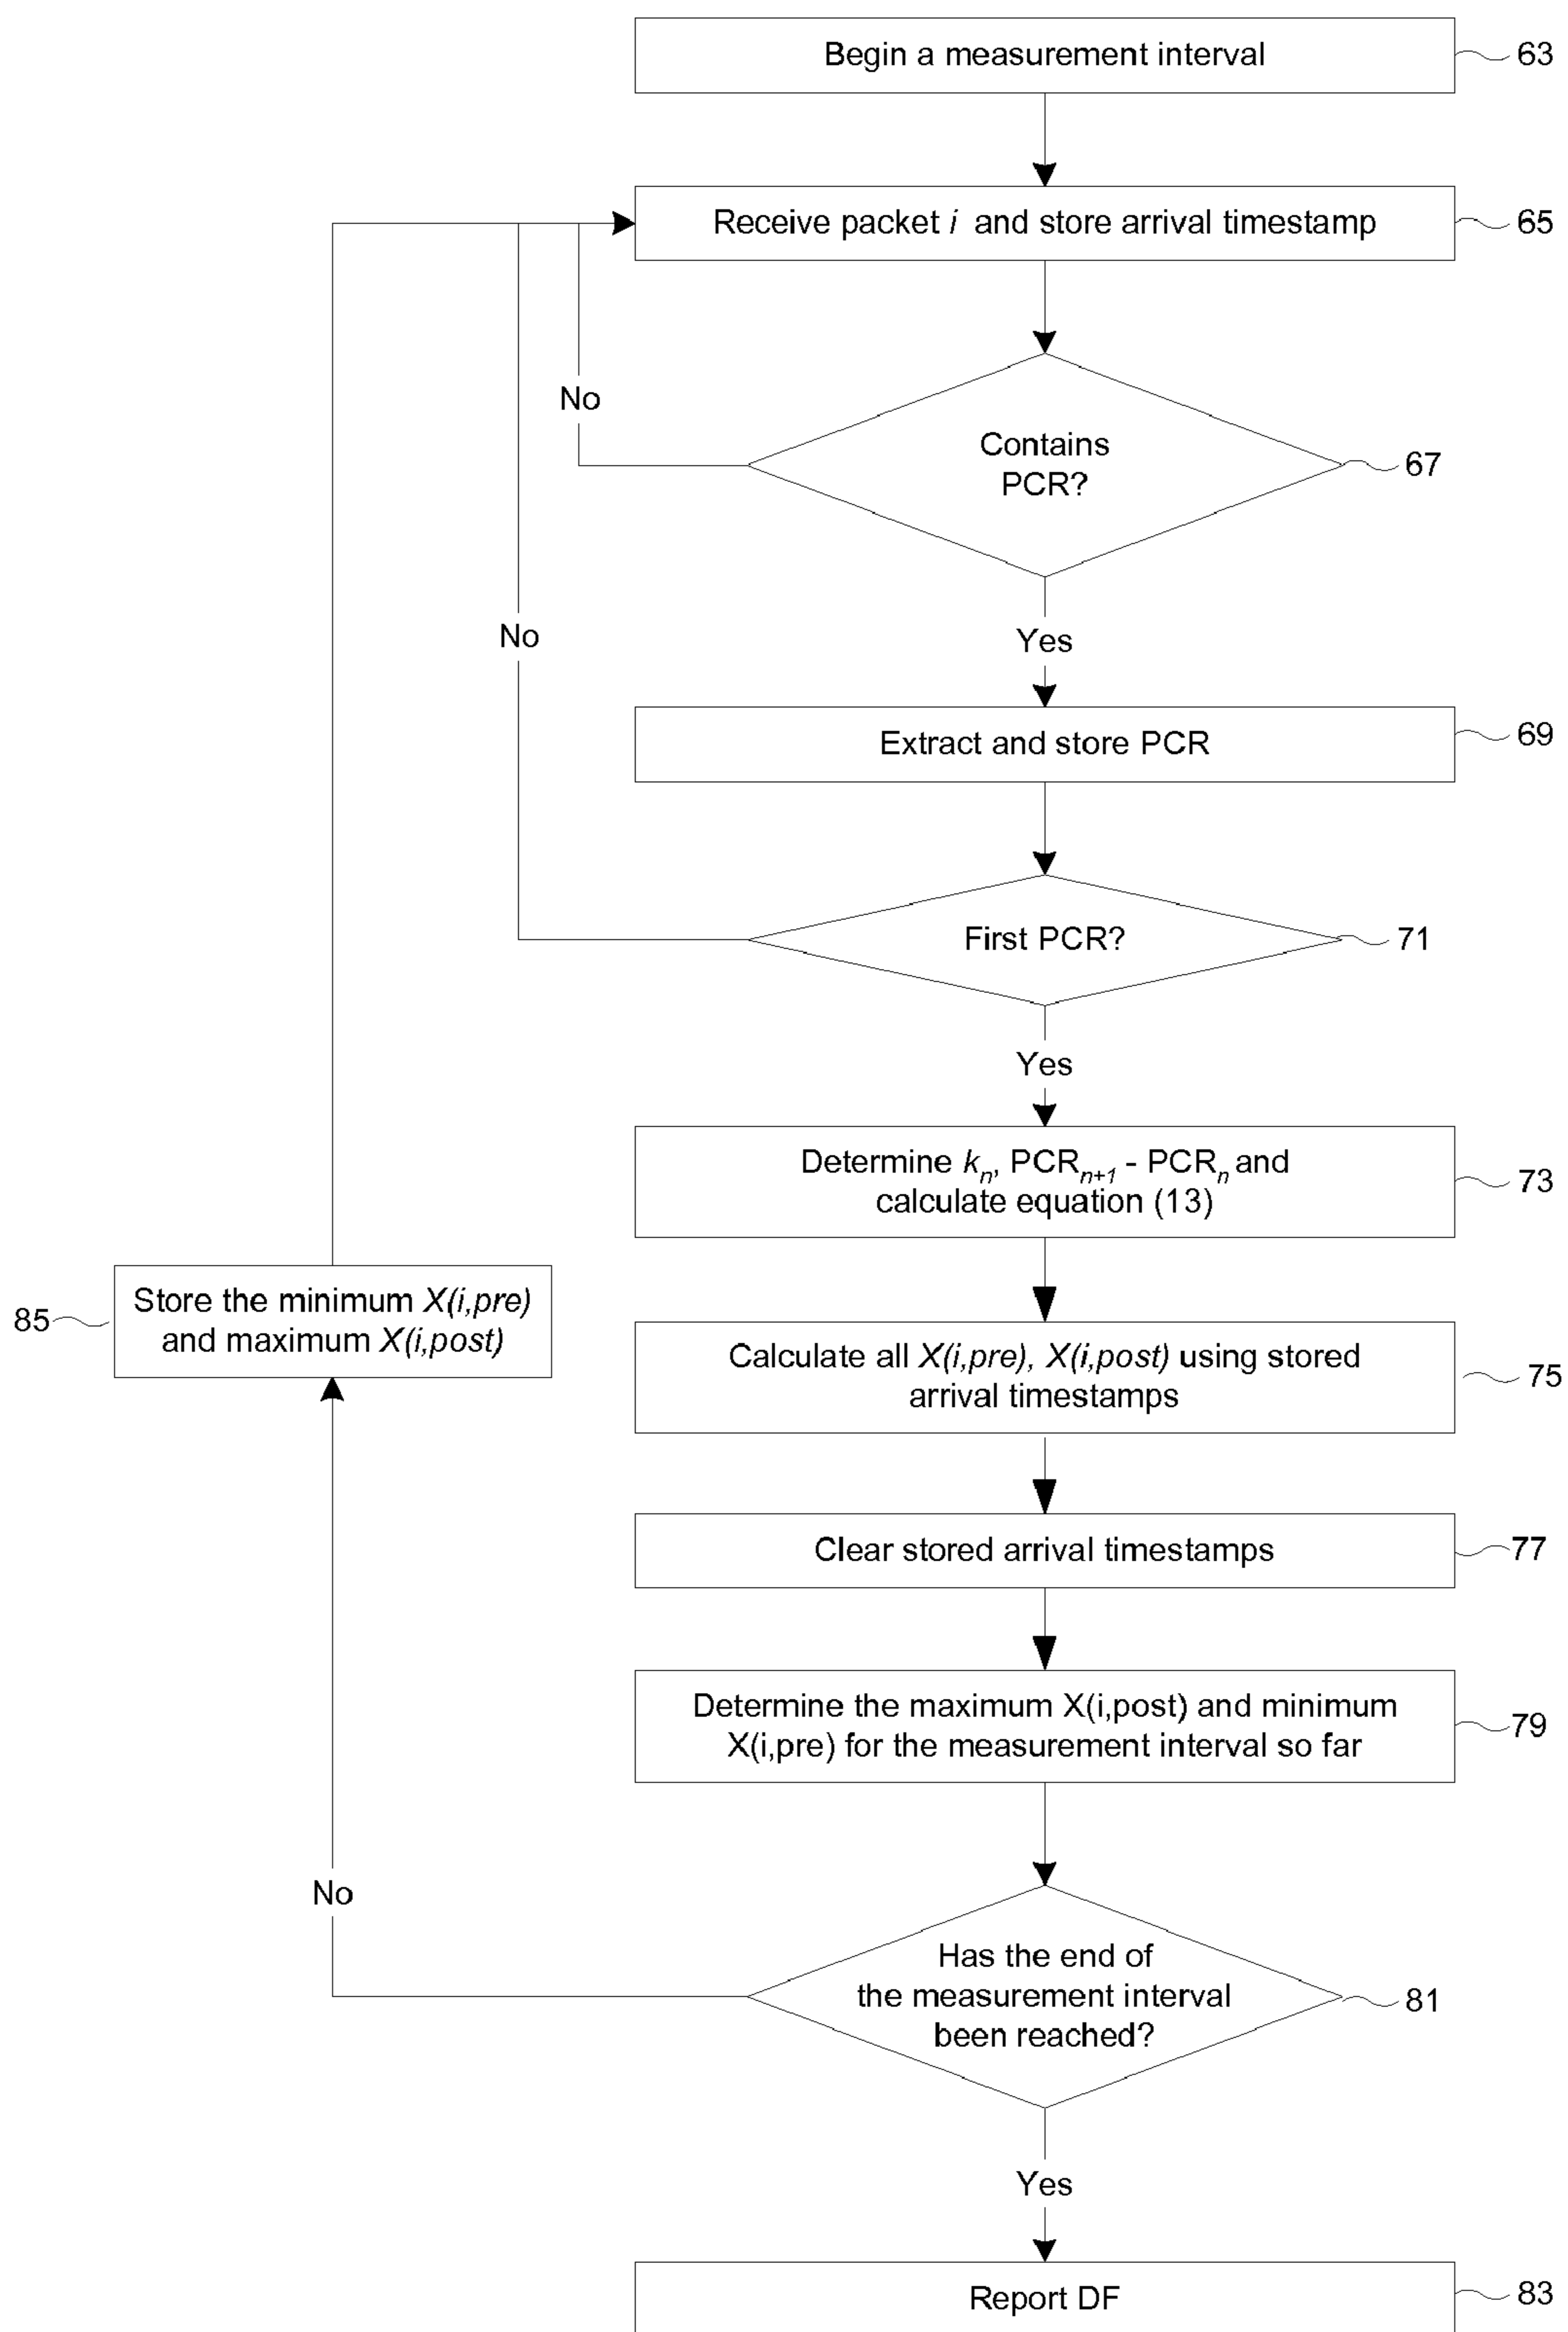 Begin a measurement interval
63
Receive packet i and store arrival timestamp
65
No
Contains
PCR?
67
No
Yes
Extract and store PCR
69
First PCR?
71
Yes
Determine kn, PCRn+1 - PCRn and
calculate equation (13)
73
85
Store the minimum X(i,pre)
and maximum X(i,post)
Calculate all X(i,pre), X(i,post) using stored
arrival timestamps
75
Clear stored arrival timestamps
77
Determine the maximum X(i,post) and minimum
X(i,pre) for the measurement interval so far
79
No
Has the end of
the measurement interval
been reached?
81
Yes
Report DF
83